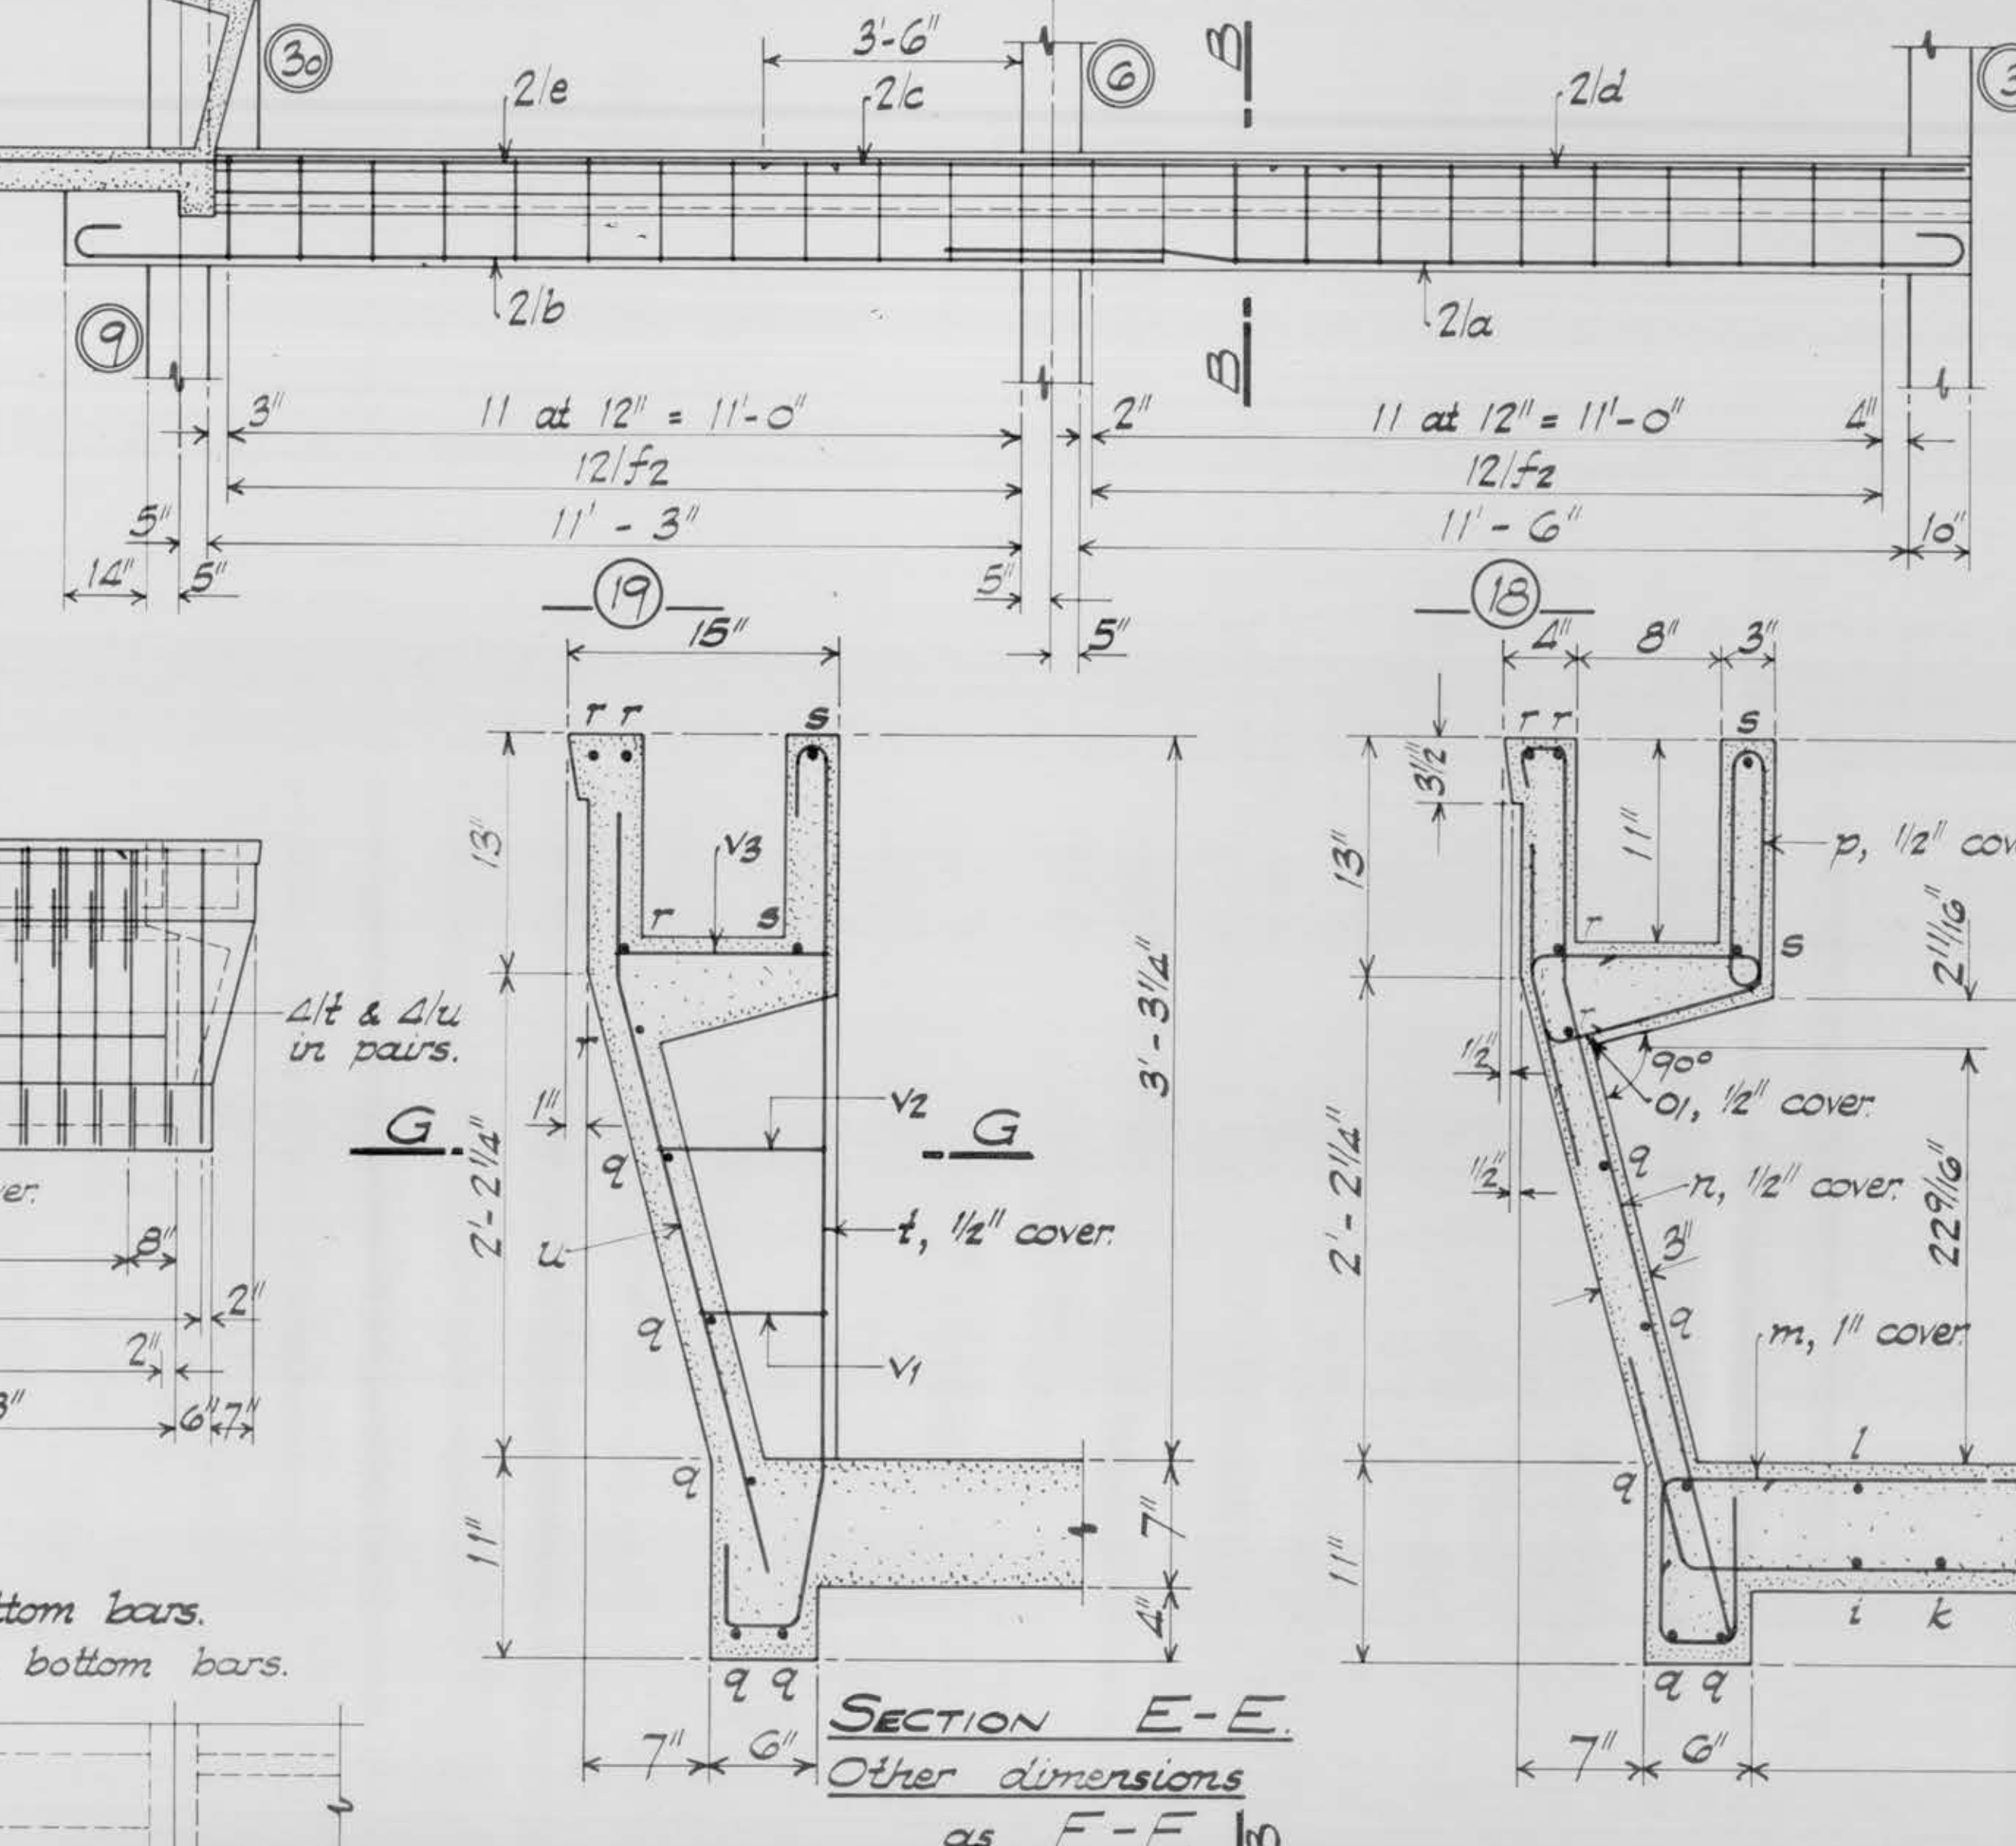 30
3'-6"
6
B
2/e
2/c
2/d
9
2/b
B
2/a
3"
11 at 12" = 11'-0"
2"
11 at 12" = 11'-0"
4"
12/f2
12/f2
5"
11' - 3"
11' - 6"
10"
14"
5"
19
5"
18
5"
15"
4"
8"
3"
r r
s
r r
s
3½"
13"
v3
13"
11"
p, ½"
r
s
r
s
2 11/16"
4/t & 4/u
in pairs.
r
3'-3¼"
½"
90°
o1, ½" cover.
1"
G
v2
G
2'-2¼"
2'-2¼"
q
q
½"
n, ½" cover.
22 9/16"
8"
u
t, ½" cover.
3"
2"
q
q
m, 1" cover.
2"
v1
6"
7"
q
l
q
11"
7"
11"
4"
i
k
bars.
bottom bars.
q q
q q
SECTION E-E.
7"
6"
7"
6"
Other dimensions
as F-F
B